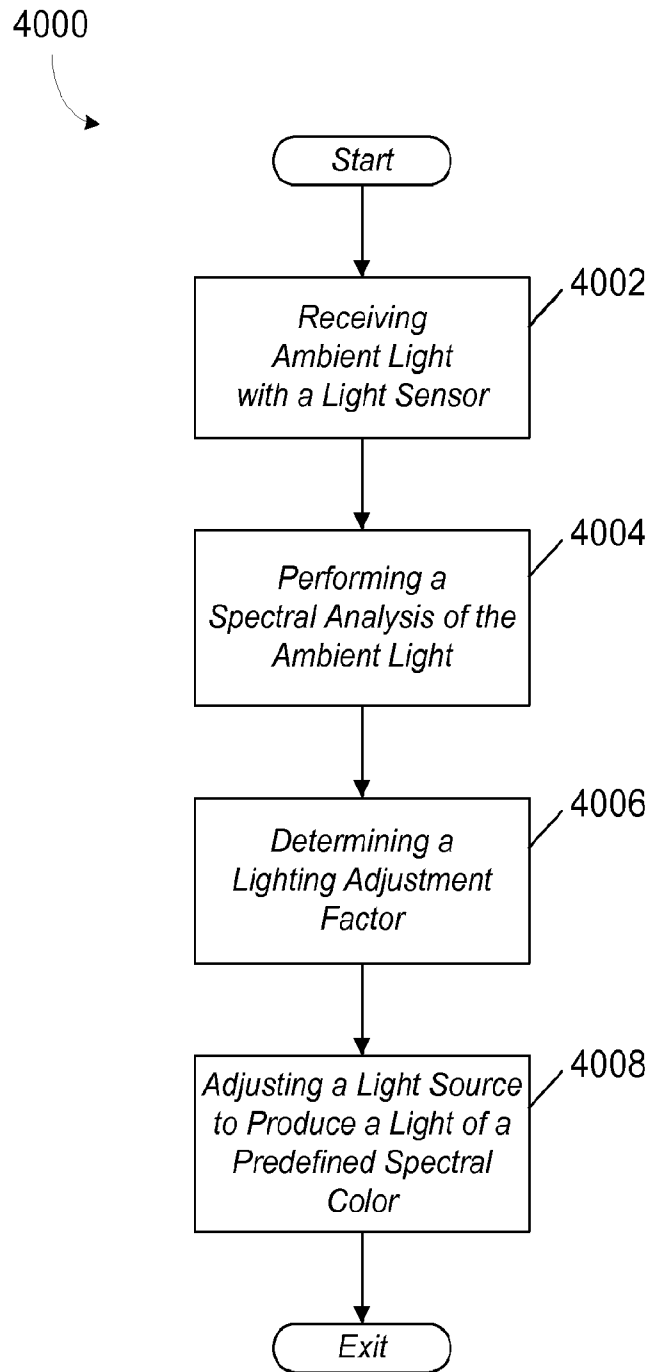 4000
Start
4002
Receiving
Ambient Light
with a Light Sensor
4004
Performing a
Spectral Analysis of the
Ambient Light
4006
Determining a
Lighting Adjustment
Factor
4008
Adjusting a Light Source
to Produce a Light of a
Predefined Spectral
Color
Exit